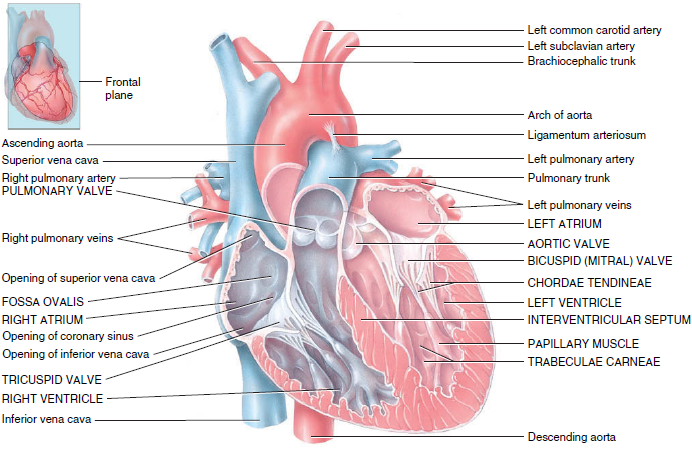 Frontal
plane
Ascending aorta
Superior vena cava
Right pulmonary artery
PULMONARY VALVE
Right pulmonary veins
Opening of superior vena cava
FOSSA OVALIS
RIGHT ATRIUM
Opening of coronary sinus
Opening of inferior vena cava
TRICUSPID VALVE
RIGHT VENTRICLE
Inferior vena cava
Left common carotid artery
Left subclavian artery
Brachiocephalic trunk
Arch of aorta
Ligamentum arteriosum
Left pulmonary artery
Pulmonary trunk
Left pulmonary veins
LEFT ATRIUM
AORTIC VALVE
BICUSPID (MITRAL) VALVE
CHORDAE TENDINEAE
LEFT VENTRICLE
INTERVENTRICULAR SEPTUM
PAPILLARY MUSCLE
TRABECULAE CARNEAE
Descending aorta